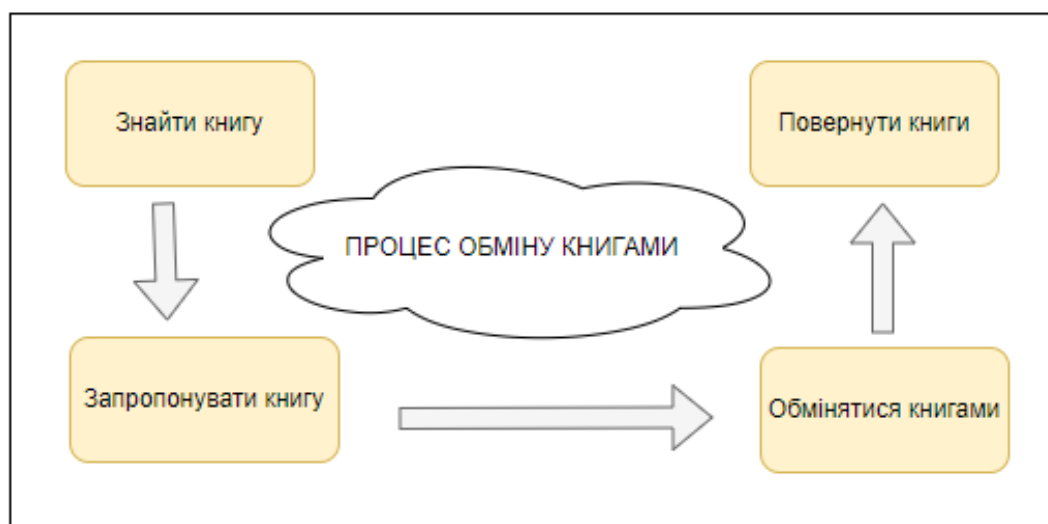 Знайти книгу
Повернути книги
ПРОЦЕС ОБМІНУ КНИГАМИ
Запропонувати книгу
Обмінятися книгами